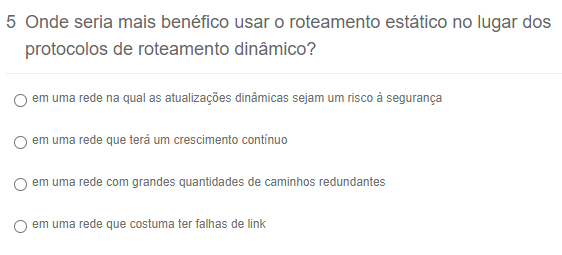 5 Onde seria mais benéfico usar o roteamento estático no lugar dos
protocolos de roteamento dinâmico?
em uma rede na qual as atualizações dinâmicas sejam um risco à segurança
em uma rede que terá um crescimento contínuo
em uma rede com grandes quantidades de caminhos redundantes
em uma rede que costuma ter falhas de link